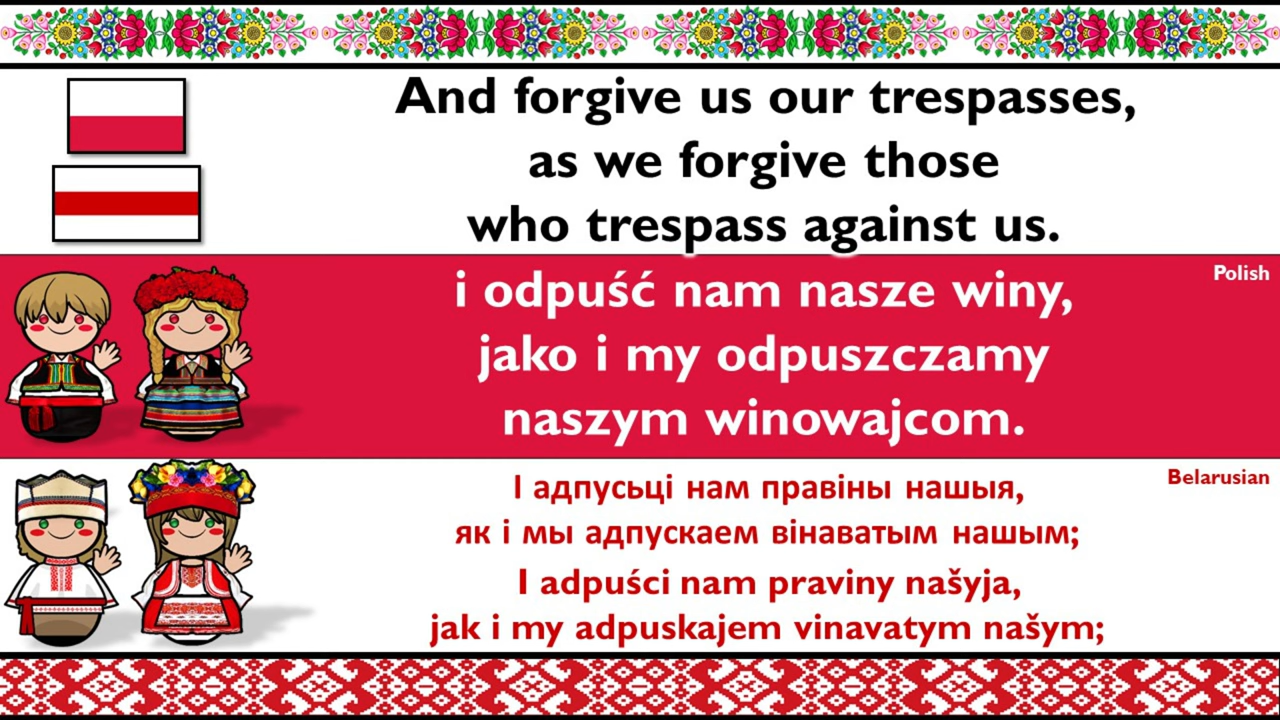 And forgive us our trespasses,
as we forgive those
who trespass against us.
Polish
i odpuść nam nasze winy,
jako i my odpuszczamy
naszym winowajcom.
Belarusian
І адпусьці нам правіны нашыя,
як і мы адпускаем вінаватым нашым;
I adpuści nam praviny našyja,
jak i my adpuskajem vinavatym našym;